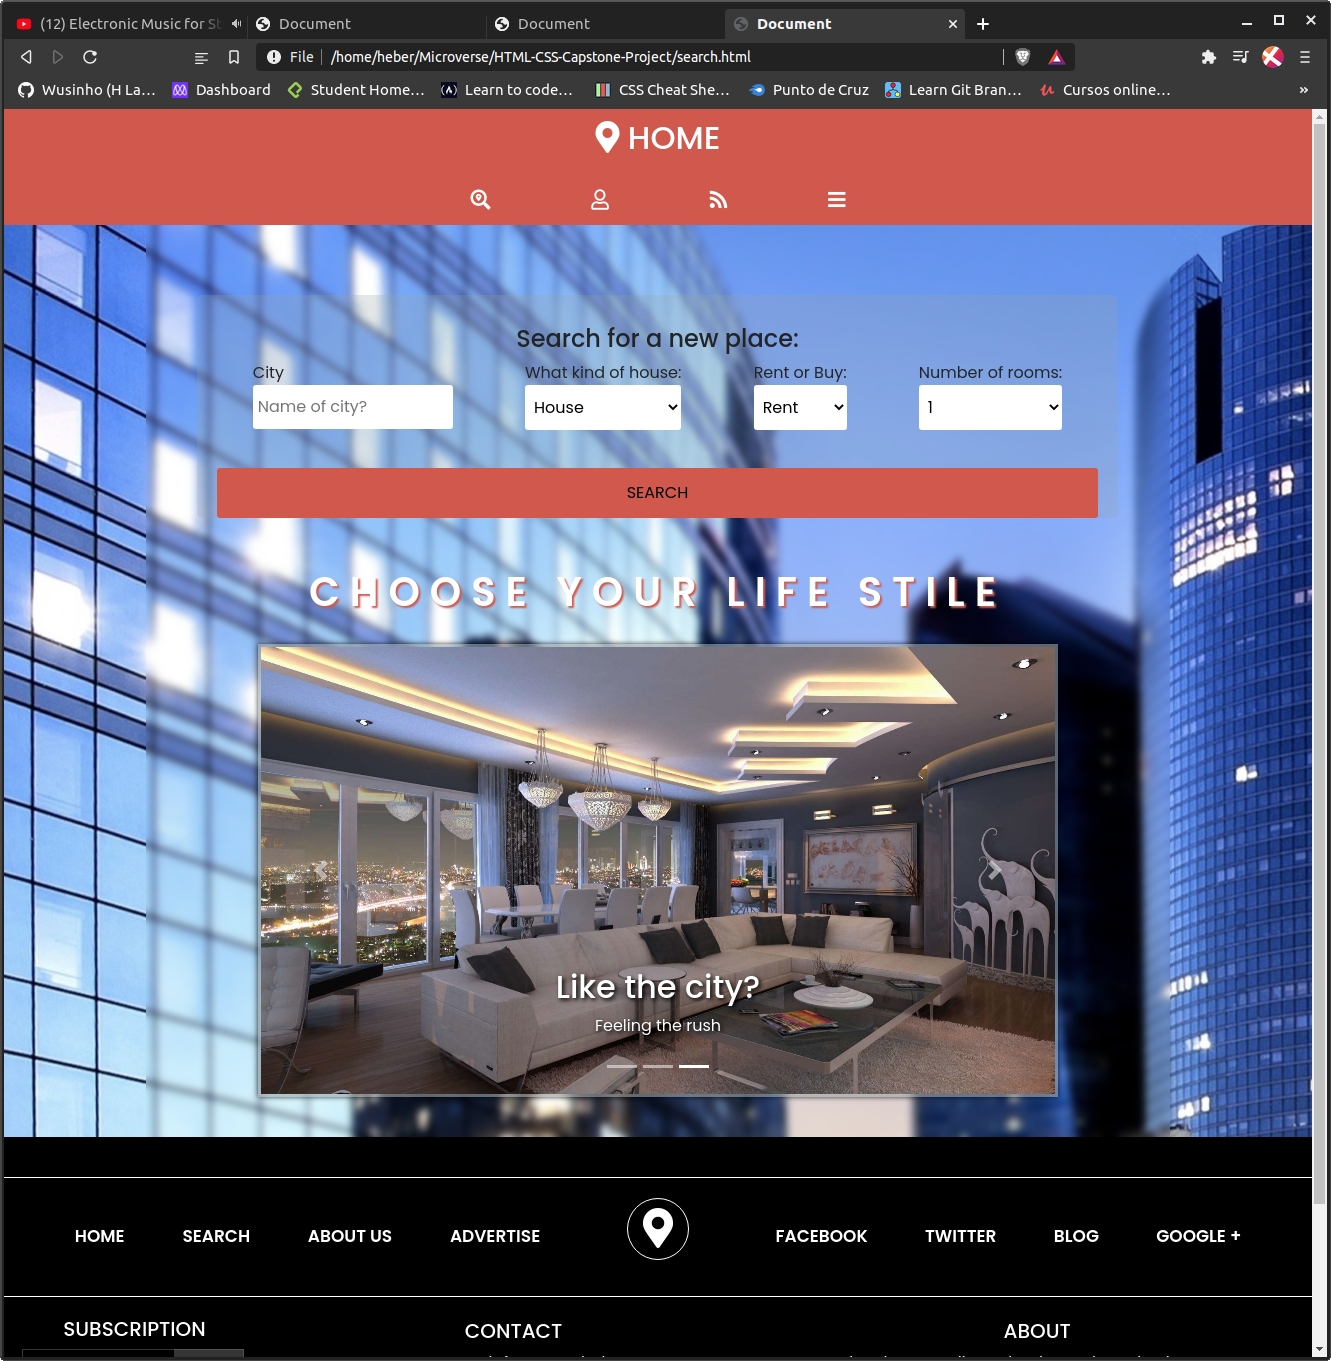 (12) Electronic Music for St
Document
Document
Document
File
/home/heber/Microverse/HTML-CSS-Capstone-Project/search.html
Wusinho (H La...
Dashboard
Student Home...
Learn to code...
CSS Cheat She...
Punto de Cruz
Learn Git Bran...
Cursos online...
»
HOME
Search for a new place:
City
What kind of house:
Rent or Buy:
Number of rooms:
Name of city?
House
Rent
1
SEARCH
CHOOSE YOUR LIFE STILE
Like the city?
Feeling the rush
HOME
SEARCH
ABOUT US
ADVERTISE
FACEBOOK
TWITTER
BLOG
GOOGLE +
SUBSCRIPTION
CONTACT
ABOUT